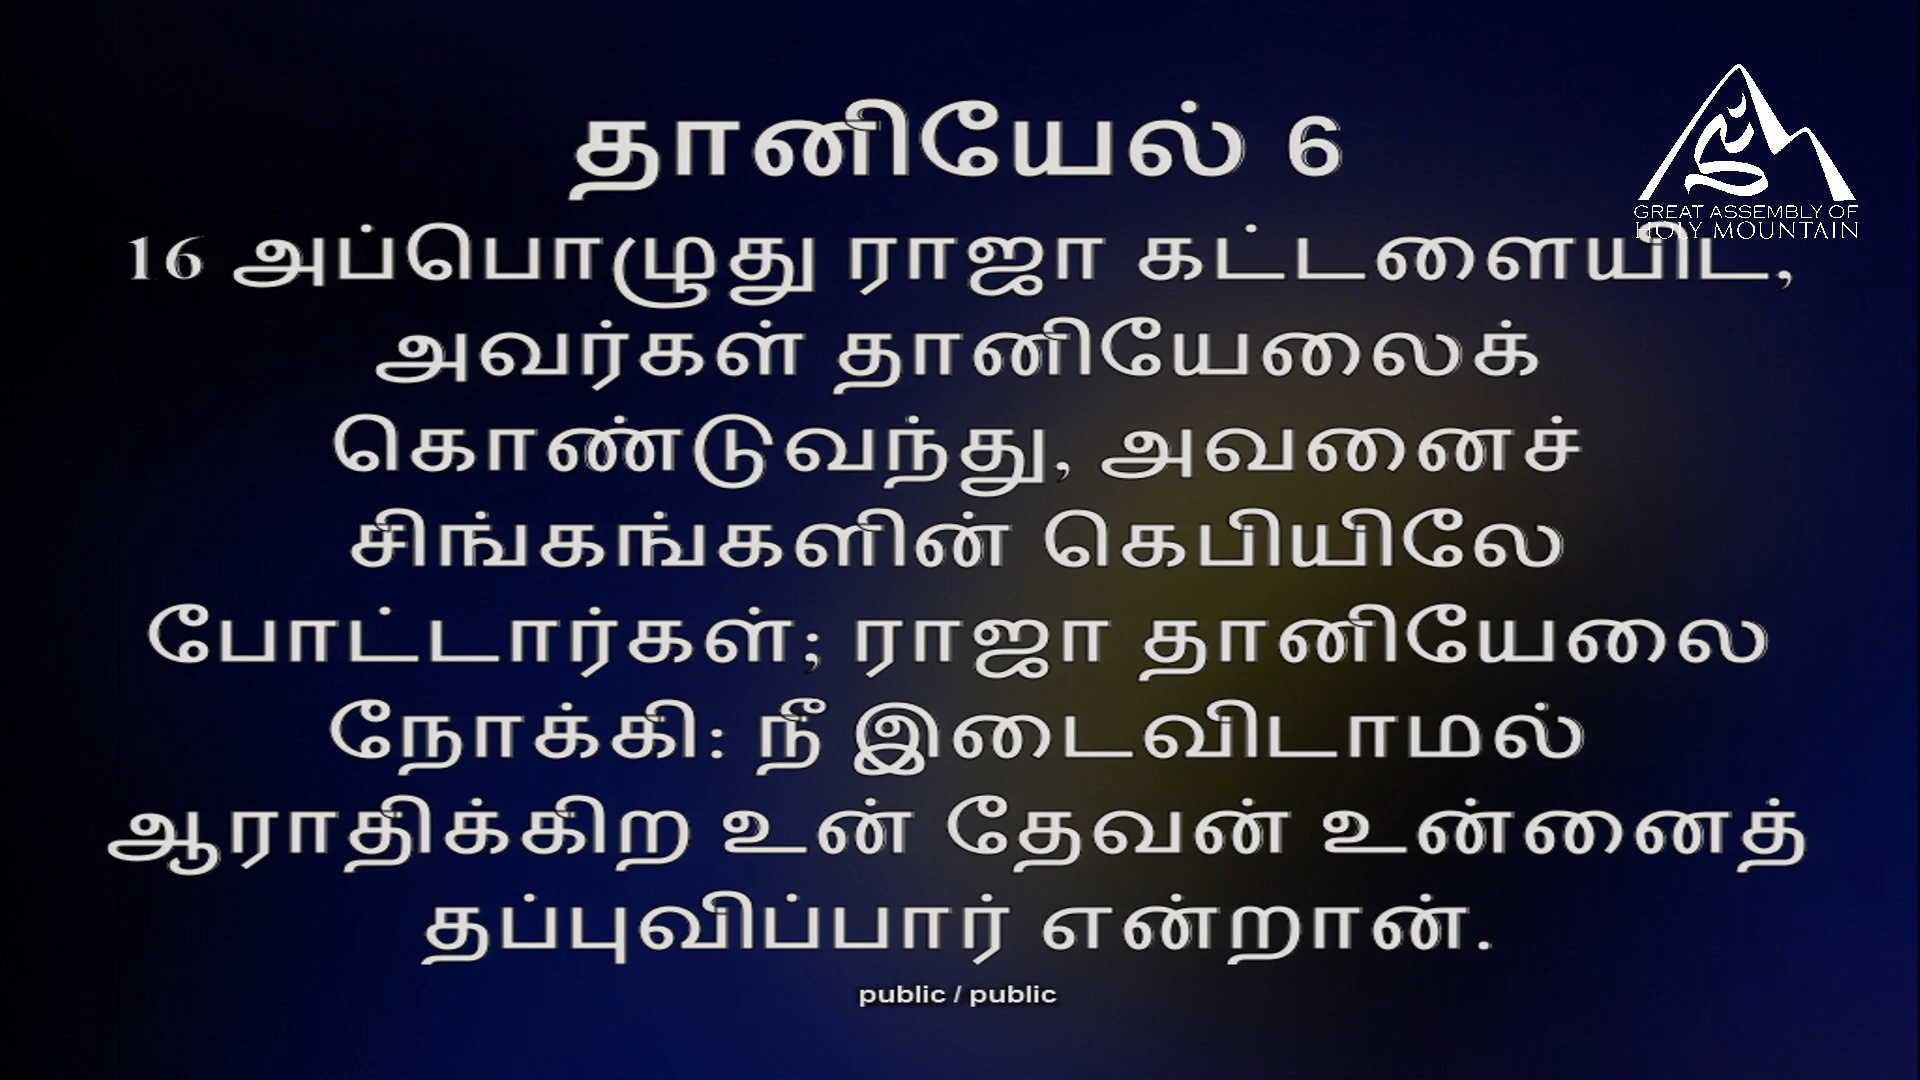 தானியேல் 6
GREAT ASSEMBLY OF
HOLY MOUNTAIN
16 அப்பொழுது ராஜா கட்டளையிட,
அவர்கள் தானியேலைக்
கொண்டுவந்து, அவனைச்
சிங்கங்களின் கெபியிலே
போட்டார்கள்; ராஜா தானியேலை
நோக்கி: நீ இடைவிடாமல்
ஆராதிக்கிற உன் தேவன் உன்னைத்
தப்புவிப்பார் என்றான்.
public / public